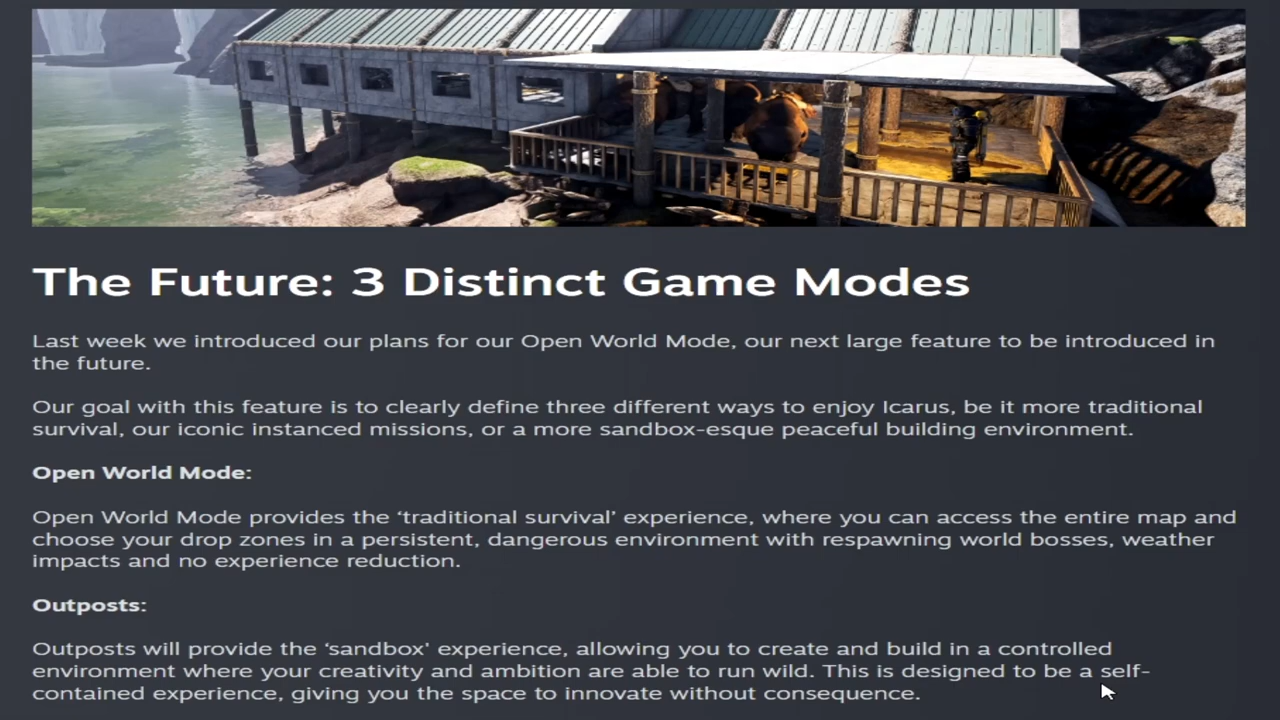 The Future: 3 Distinct Game Modes
Last week we introduced our plans for our Open World Mode, our next large feature to be introduced in
the future.
Our goal with this feature is to clearly define three different ways to enjoy Icarus, be it more traditional
survival, our iconic instanced missions, or a more sandbox-esque peaceful building environment.
Open World Mode:
Open World Mode provides the ‘traditional survival’ experience, where you can access the entire map and
choose your drop zones in a persistent, dangerous environment with respawning world bosses, weather
impacts and no experience reduction.
Outposts:
Outposts will provide the ‘sandbox’ experience, allowing you to create and build in a controlled
environment where your creativity and ambition are able to run wild. This is designed to be a self-
contained experience, giving you the space to innovate without consequence.